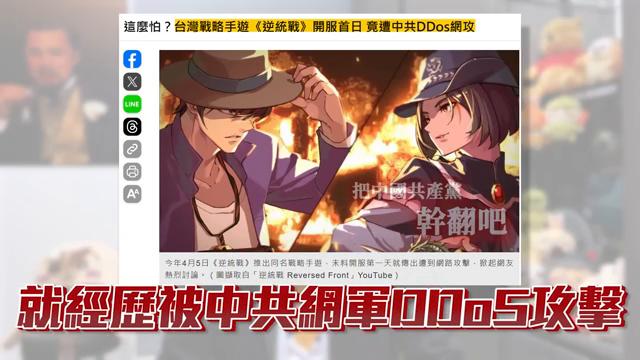 這麼怕？台灣戰略手遊《逆統戰》開服首日 竟遭中共DDos網攻
LINE
把中國共產黨
幹翻吧
今年4月5日《逆統戰》推出同名戰略手遊，未料開服第一天就傳出遭到網路攻擊，掀起網友
熱烈討論。（圖擷取自「逆統戰 Reversed Front」YouTube）
就經歷被中共網軍DDoS攻擊